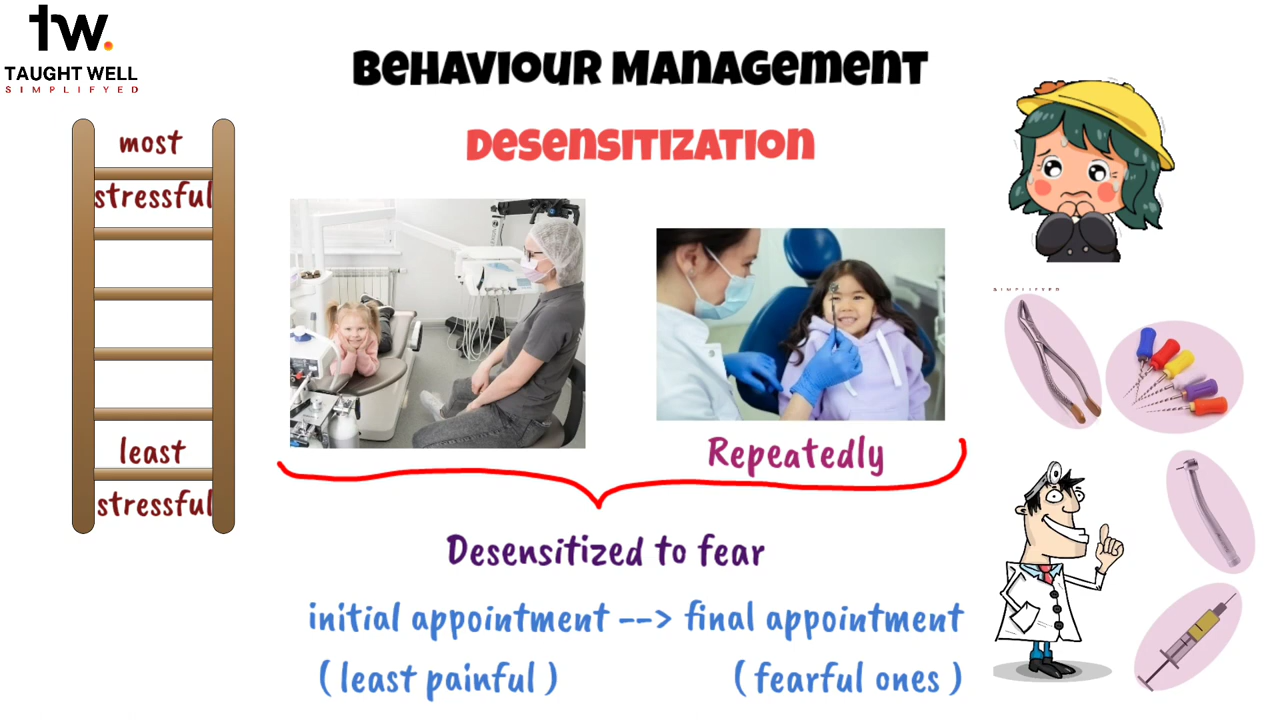 tw.
TAUGHT WELL
SIMPLIFYED
BEHAVIOUR MANAGEMENT
DESENSITIZATION
most
stressful
least
stressful
Repeatedly
SIMPLIFYED
Desensitized to fear
initial appointment --> final appointment
( least painful )
( fearful ones )